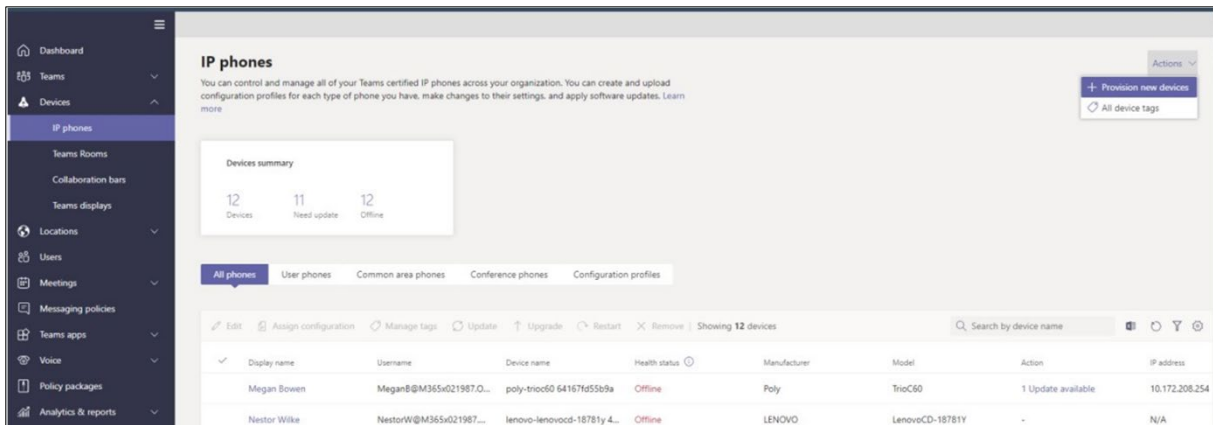 Dashboard
Teams
Devices
IP phones
Teams Rooms
Collaboration bars
Teams displays
Locations
Users
Meetings
Messaging policies
Teams apps
Voice
Policy packages
Analytics & reports
IP phones
You can control and manage all of your Teams certified IP phones across your organization. You can create and upload
configuration profiles for each type of phone you have, make changes to their settings, and apply software updates. Learn
more
Actions
+ Provision new devices
All device tags
Devices summary
12 11 12
Devices Need update Offline
All phones User phones Common area phones Conference phones Configuration profiles
Edit Assign configuration Manage tags Update Upgrade Restart Remove | Showing 12 devices Search by device name
Display name Username Device name Health status Manufacturer Model Action IP address
Megan Bowen MeganB@M365x021987.O... poly-trioc60 64167fd55b9a Offline Poly TrioC60 1 Update available 10.172.208.254
Nestor Wilke NestorW@M365x021987.... lenovo-lenovocd-18781y 4... Offline LENOVO LenovoCD-18781Y - N/A